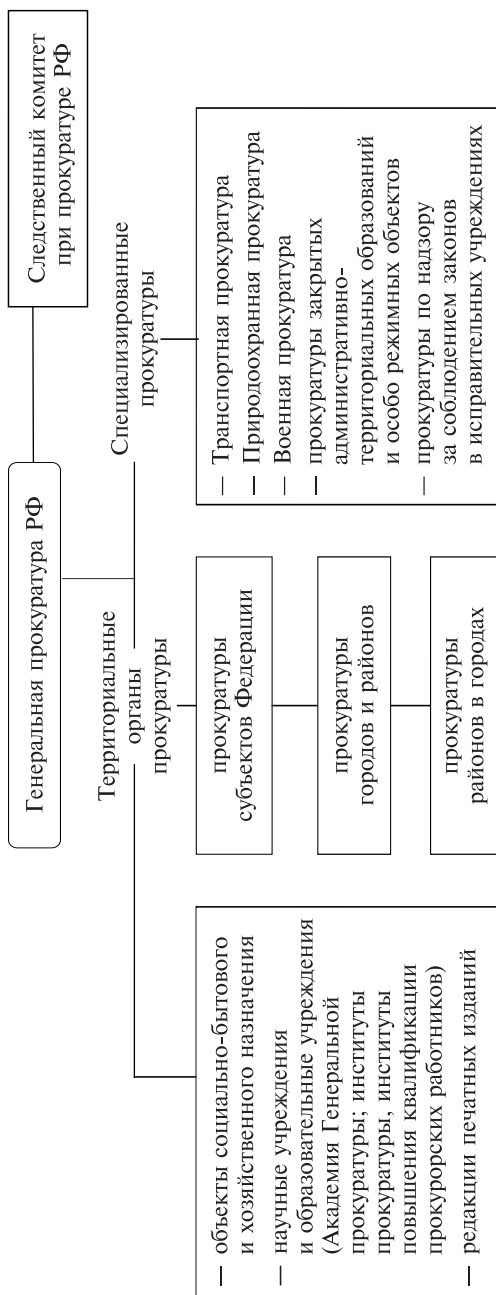 Генеральная прокуратура РФ
Следственный комитет
при прокуратуре РФ
Территориальные
органы
прокуратуры
Специализированные
прокуратуры
— объекты социально-бытового
и хозяйственного назначения
— научные учреждения
и образовательные учреждения
(Академия Генеральной
прокуратуры; институты
прокуратуры, институты
повышения квалификации
прокурорских работников)
— редакции печатных изданий
прокуратуры
субъектов Федерации
прокуратуры
городов и районов
прокуратуры
районов в городах
— Транспортная прокуратура
— Природоохранная прокуратура
— Военная прокуратура
— прокуратуры закрытых
административно-
территориальных образований
и особо режимных объектов
— прокуратуры по надзору
за соблюдением законов
в исправительных учреждениях